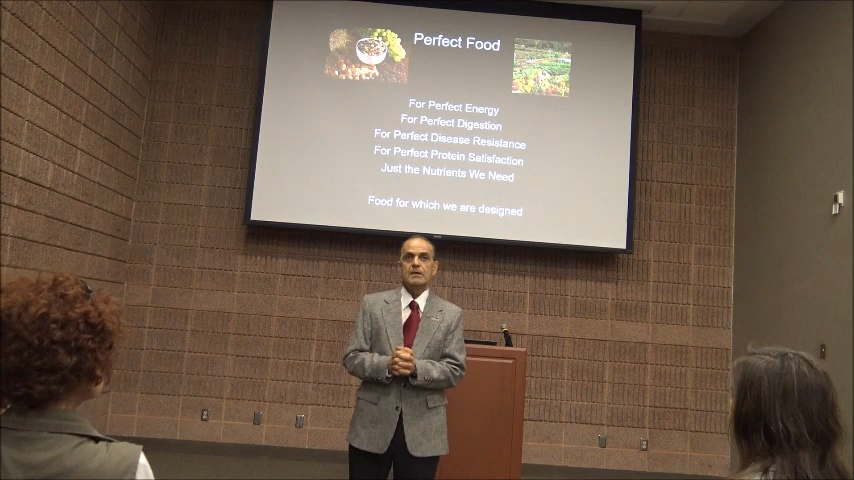 Perfect Food
For Perfect Energy
For Perfect Digestion
For Perfect Disease Resistance
For Perfect Protein Satisfaction
Just the Nutrients We Need
Food for which we are designed